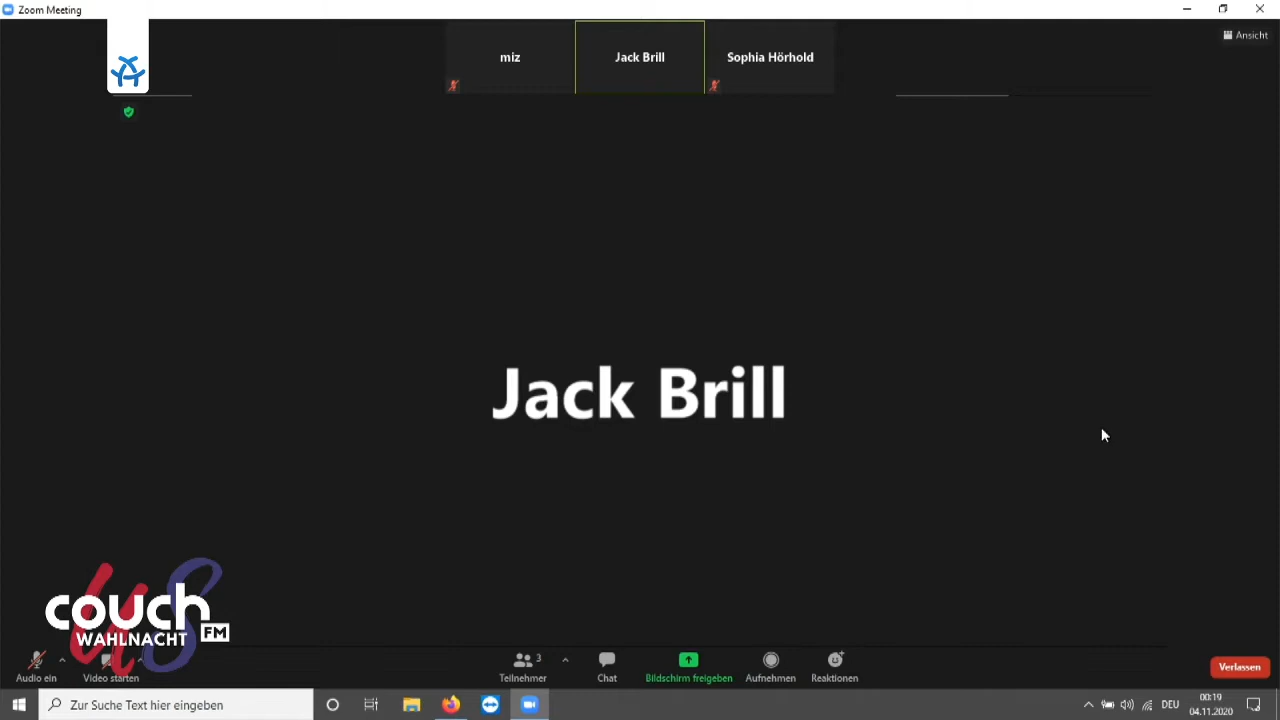 Zoom Meeting
Ansicht
miz
Jack Brill
Sophia Hörhold
Jack Brill
us
couch
WAHLNACHT FM
Audio ein
Video starten
3
Teilnehmer
Chat
Bildschirm freigeben
Aufnehmen
Reaktionen
Verlassen
Zur Suche Text hier eingeben
DEU
00:19
04.11.2020